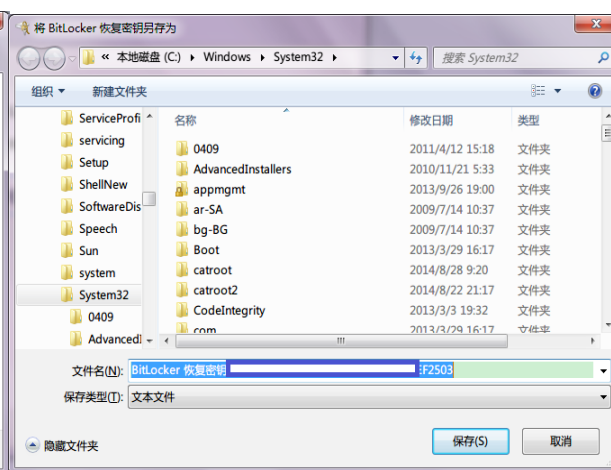 将 BitLocker 恢复密钥另存为
« 本地磁盘 (C:) Windows System32
搜索 System32
组织 新建文件夹
ServiceProfi
servicing
Setup
ShellNew
SoftwareDis
Speech
Sun
system
System32
0409
AdvancedI
名称 修改日期 类型
0409 2011/4/12 15:18 文件夹
AdvancedInstallers 2010/11/21 5:33 文件夹
appmgmt 2013/9/26 19:00 文件夹
ar-SA 2009/7/14 10:37 文件夹
bg-BG 2009/7/14 10:37 文件夹
Boot 2013/3/29 16:17 文件夹
catroot 2014/8/28 9:20 文件夹
catroot2 2014/8/22 21:17 文件夹
CodeIntegrity 2013/3/3 19:32 文件夹
com 2013/3/29 16:17 文件夹
文件名(N): BitLocker 恢复密钥 F2503
保存类型(T): 文本文件
隐藏文件夹 保存(S) 取消